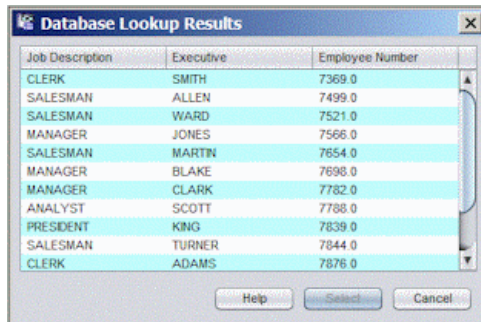 Database Lookup Results
Job Description Executive Employee Number
CLERK SMITH 7369.0
SALESMAN ALLEN 7499.0
SALESMAN WARD 7521.0
MANAGER JONES 7566.0
SALESMAN MARTIN 7654.0
MANAGER BLAKE 7698.0
MANAGER CLARK 7782.0
ANALYST SCOTT 7788.0
PRESIDENT KING 7839.0
SALESMAN TURNER 7844.0
CLERK ADAMS 7876.0
Help Select Cancel